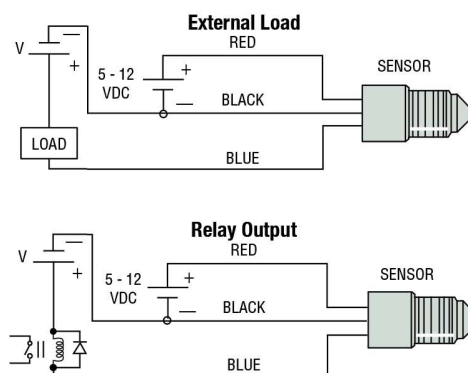 External Load
RED
V
—
+
5 - 12
VDC
+
—
BLACK
SENSOR
LOAD
BLUE
Relay Output
RED
V
—
+
5 - 12
VDC
+
—
BLACK
SENSOR
BLUE